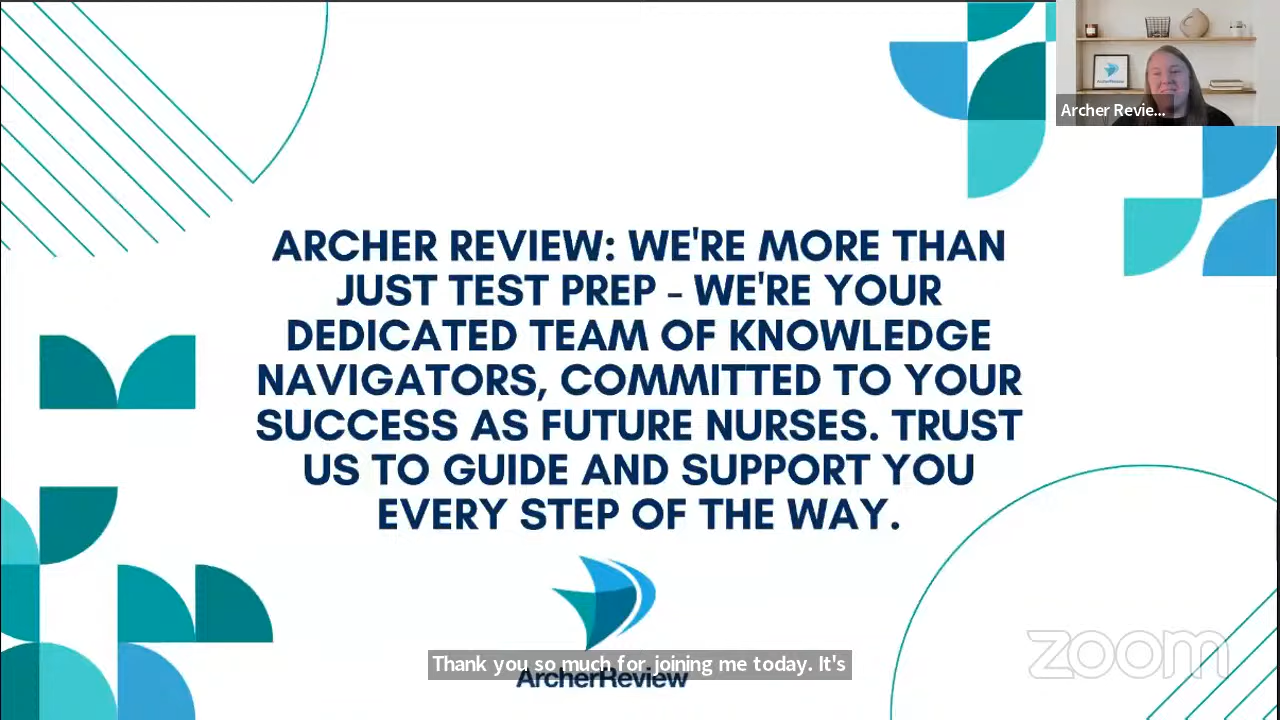 ArcherReview
Archer Revie...
ARCHER REVIEW: WE'RE MORE THAN
JUST TEST PREP - WE'RE YOUR
DEDICATED TEAM OF KNOWLEDGE
NAVIGATORS, COMMITTED TO YOUR
SUCCESS AS FUTURE NURSES. TRUST
US TO GUIDE AND SUPPORT YOU
EVERY STEP OF THE WAY.
zoom
Thank you so much for joining me today. It's
ArcherReview